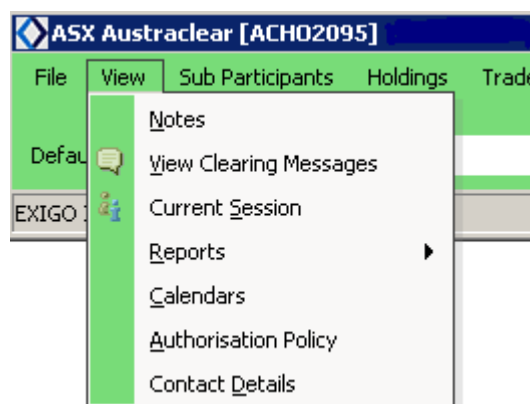 ASX Austraclear [ACHO2095]
File View Sub Participants Holdings Trade
Notes
Defau
View Clearing Messages
EXIGO
Current Session
Reports
Calendars
Authorisation Policy
Contact Details